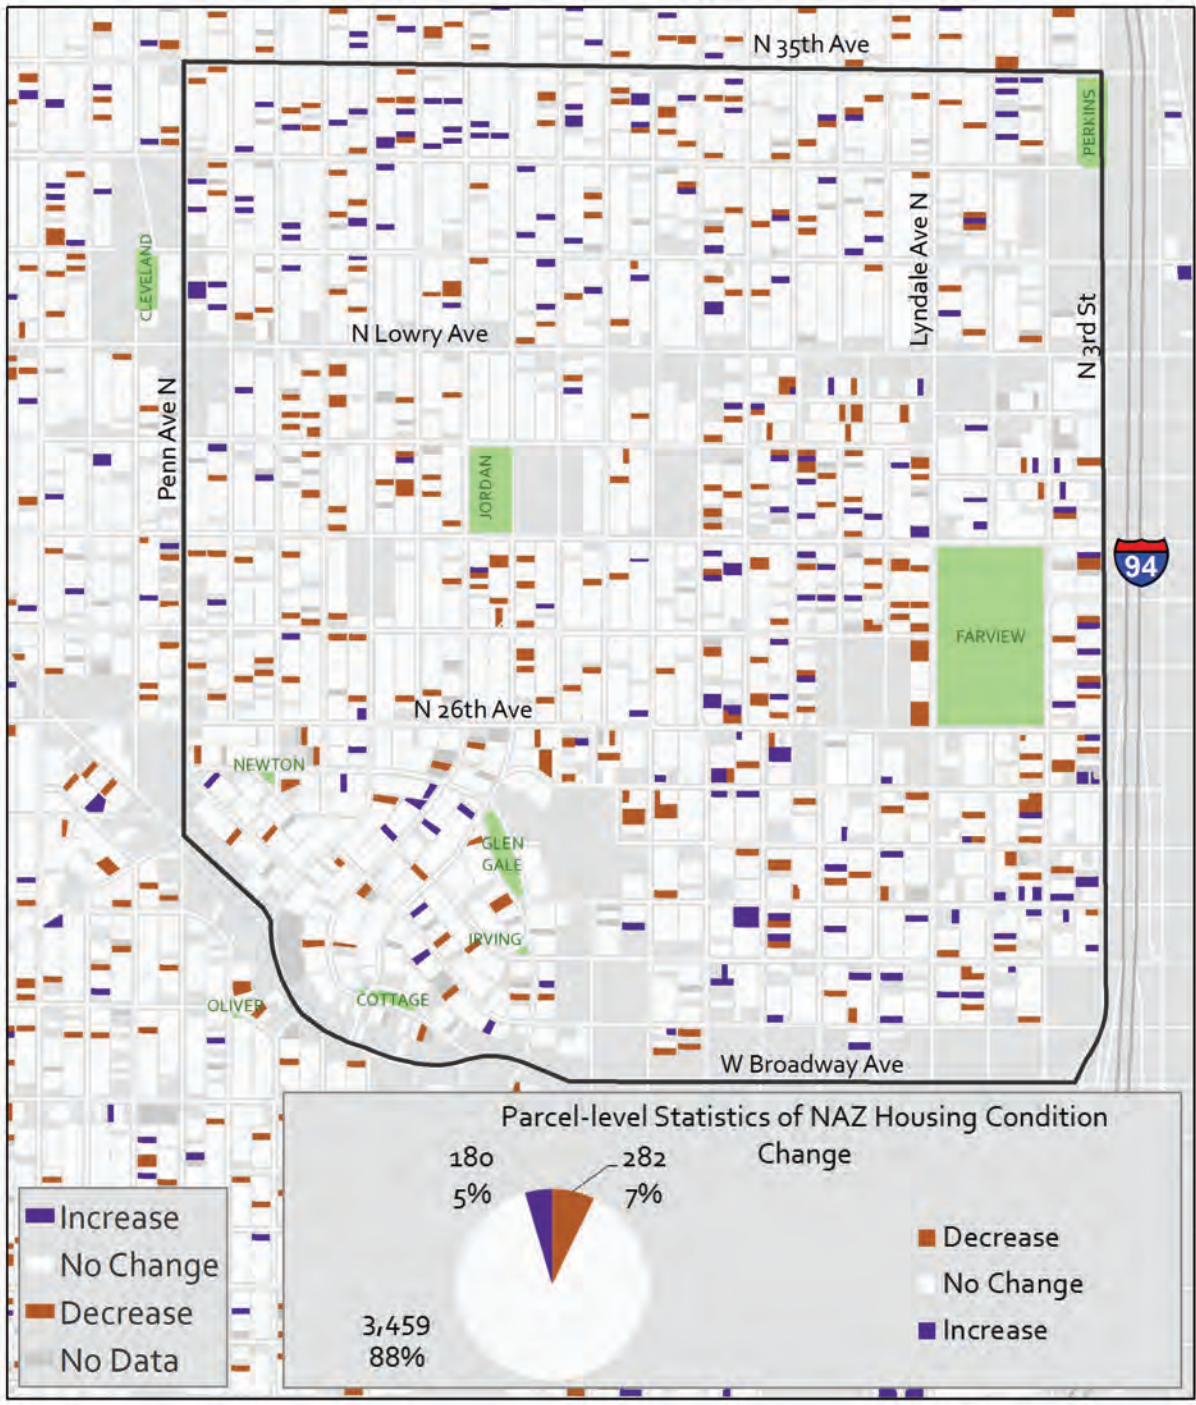 N 35th Ave
PERKINS
CLEVELAND
Lyndale Ave N
N Lowry Ave
N 3rd St
Penn Ave N
JORDAN
94
FARVIEW
N 26th Ave
NEWTON
GLEN
GALE
IRVING
COTTAGE
OLIVER
W Broadway Ave
Parcel-level Statistics of NAZ Housing Condition
Change
180
5%
282
7%
3,459
88%
Decrease
No Change
Increase
Increase
No Change
Decrease
No Data